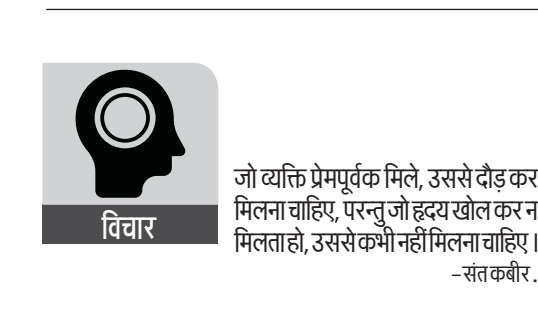 विचार
जो व्यक्ति प्रेमपूर्वक मिले, उससे दौड़ कर
मिलना चाहिए, परन्तु जो हृदय खोल कर न
मिलता हो, उससे कभी नहीं मिलना चाहिए।
–संत कबीर.